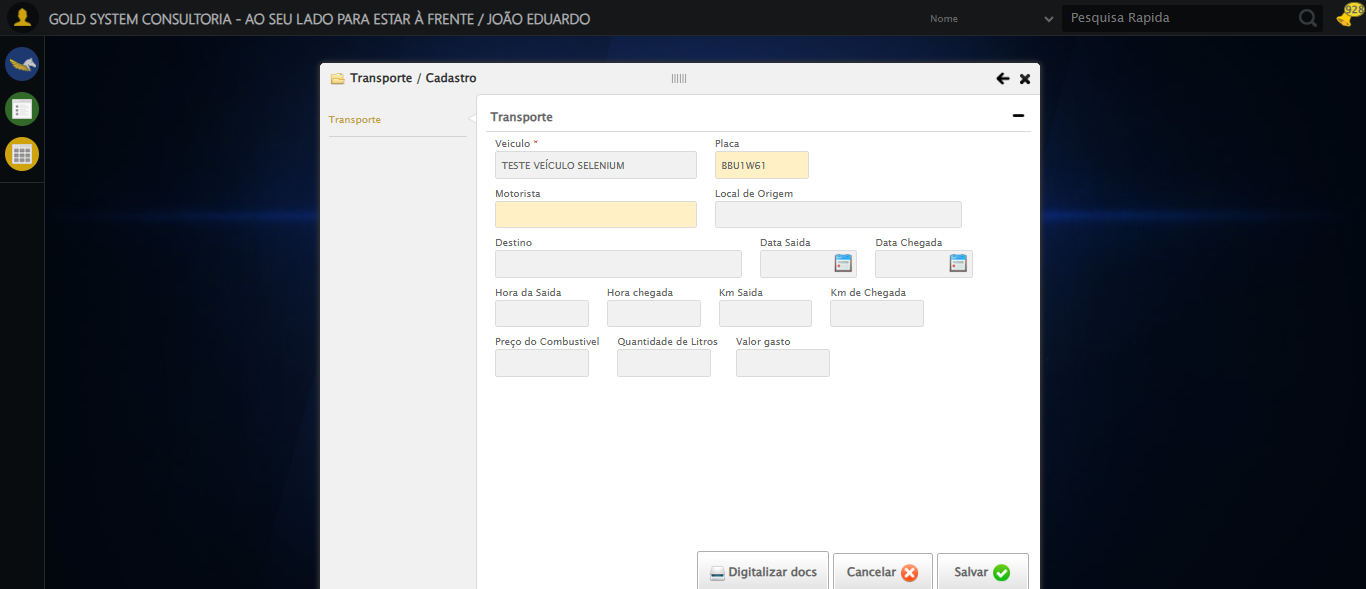 GOLD SYSTEM CONSULTORIA - AO SEU LADO PARA ESTAR À FRENTE / JOÃO EDUARDO
Nome
Pesquisa Rapida
928
Transporte / Cadastro
Transporte
Transporte
Veiculo * Placa
TESTE VEÍCULO SELENIUM BBU1W61
Motorista Local de Origem
Destino Data Saida Data Chegada
Hora da Saida Hora chegada Km Saida Km de Chegada
Preço do Combustivel Quantidade de Litros Valor gasto
Digitalizar docs Cancelar Salvar